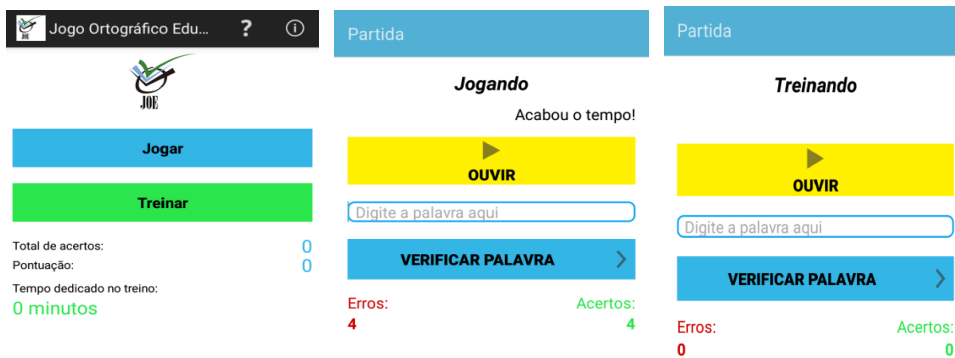 Jogo Ortográfico Edu... ?
JOE
Jogar
Treinar
Total de acertos: 0
Pontuação: 0
Tempo dedicado no treino:
0 minutos
Partida
Jogando
Acabou o tempo!
OUVIR
Digite a palavra aqui
VERIFICAR PALAVRA
Erros: Acertos:
4 4
Partida
Treinando
OUVIR
Digite a palavra aqui
VERIFICAR PALAVRA
Erros: Acertos:
0 0